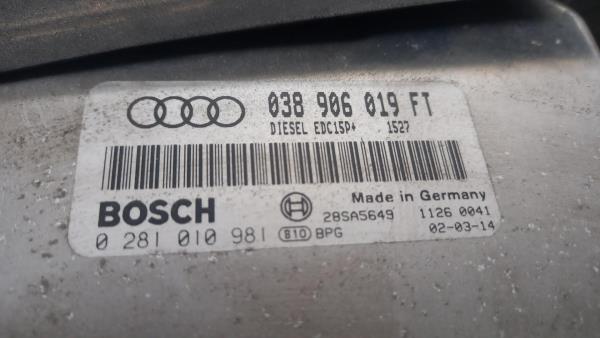 038 906 019 FT
DIESEL EDC15P+ 1527
BOSCH
Made in Germany
28SA5649 1126 0041
0 281 010 981 B10 BPG 02-03-14